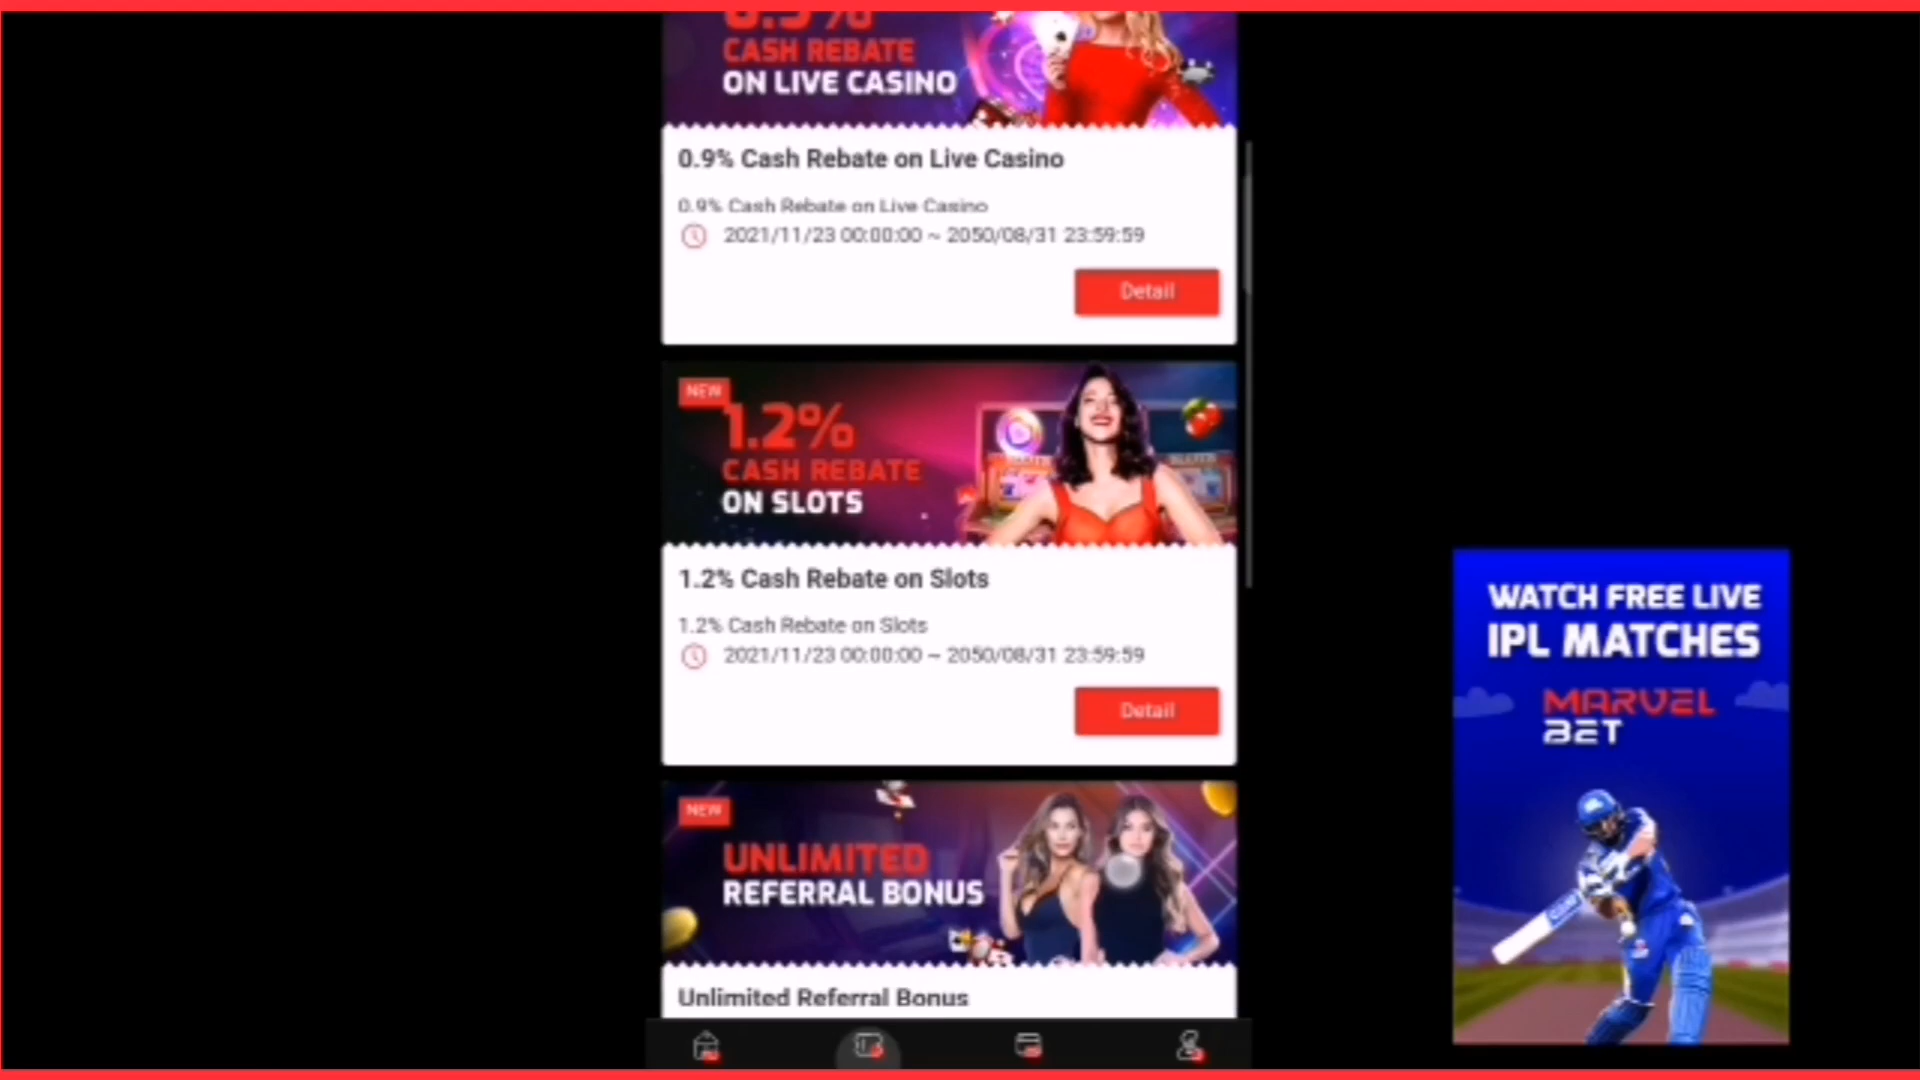 CASH REBATE
ON LIVE CASINO
0.9% Cash Rebate on Live Casino
0.9% Cash Rebate on Live Casino
2021/11/23 00:00:00 ~ 2050/08/31 23:59:59
Detail
NEW
1.2%
CASH REBATE
ON SLOTS
1.2% Cash Rebate on Slots
1.2% Cash Rebate on Slots
2021/11/23 00:00:00 ~ 2050/08/31 23:59:59
Detail
NEW
UNLIMITED
REFERRAL BONUS
Unlimited Referral Bonus
WATCH FREE LIVE
IPL MATCHES
MARVEL
BET